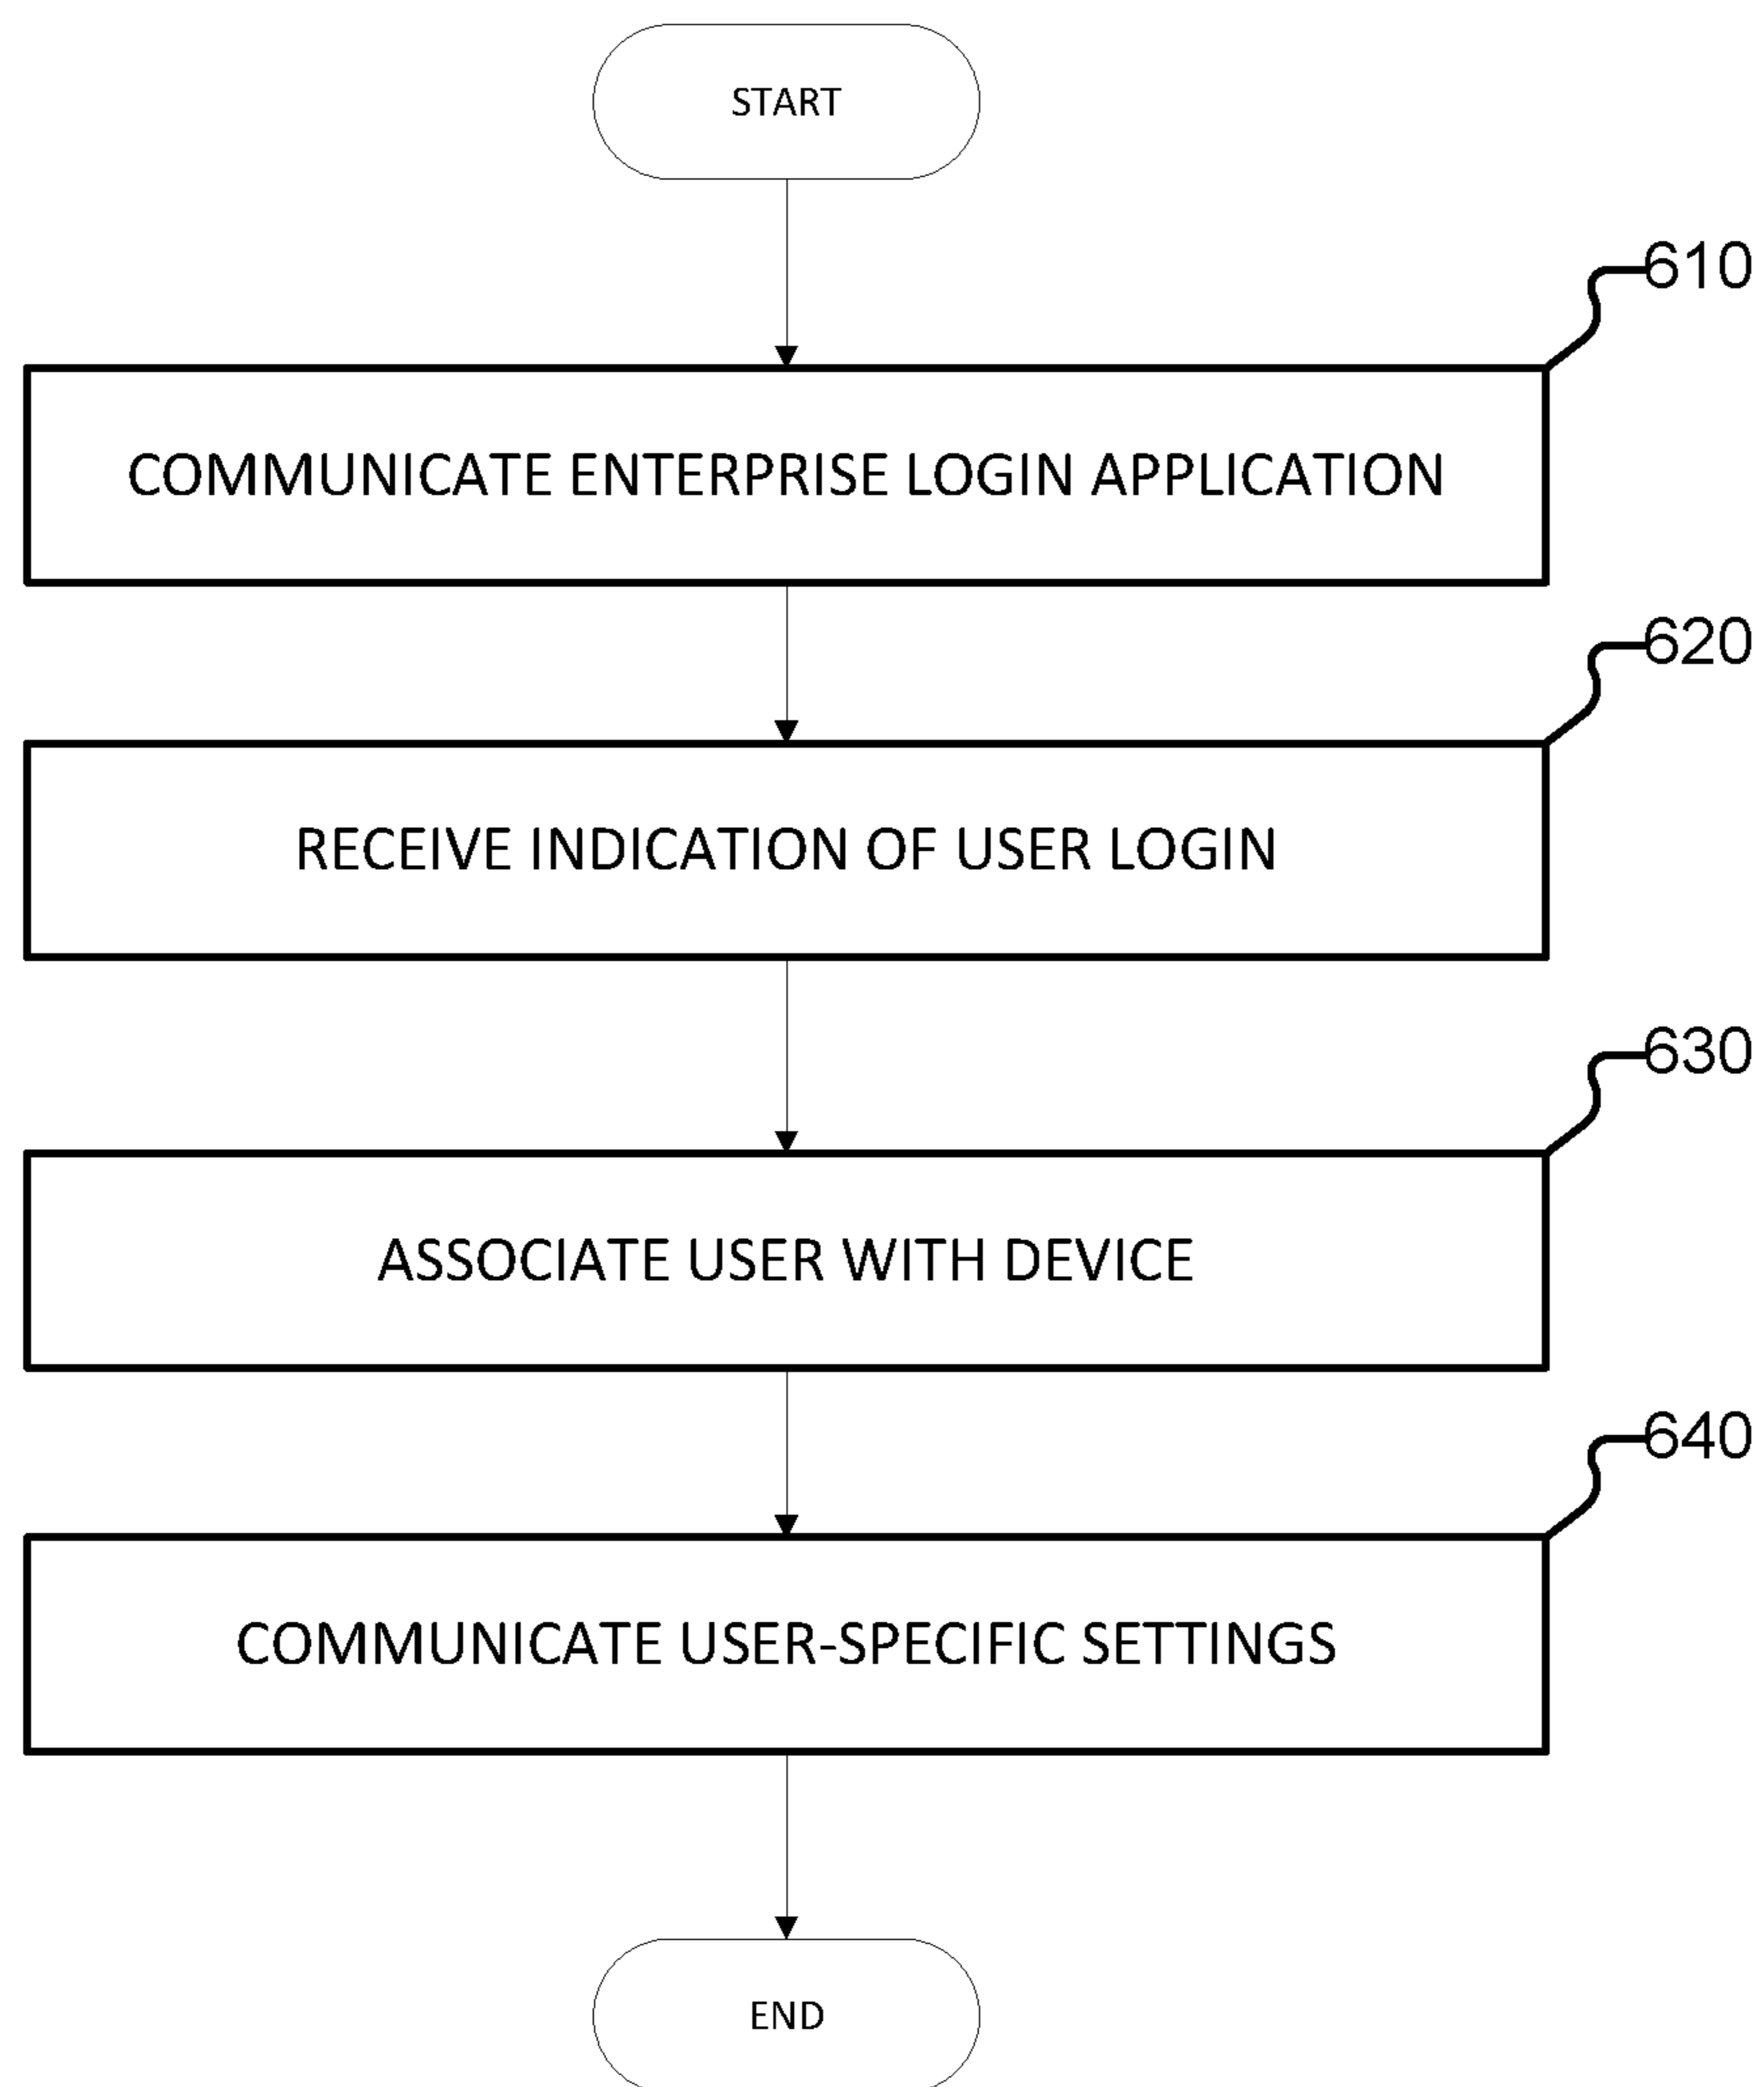 START
610
COMMUNICATE ENTERPRISE LOGIN APPLICATION
620
RECEIVE INDICATION OF USER LOGIN
630
ASSOCIATE USER WITH DEVICE
640
COMMUNICATE USER-SPECIFIC SETTINGS
END